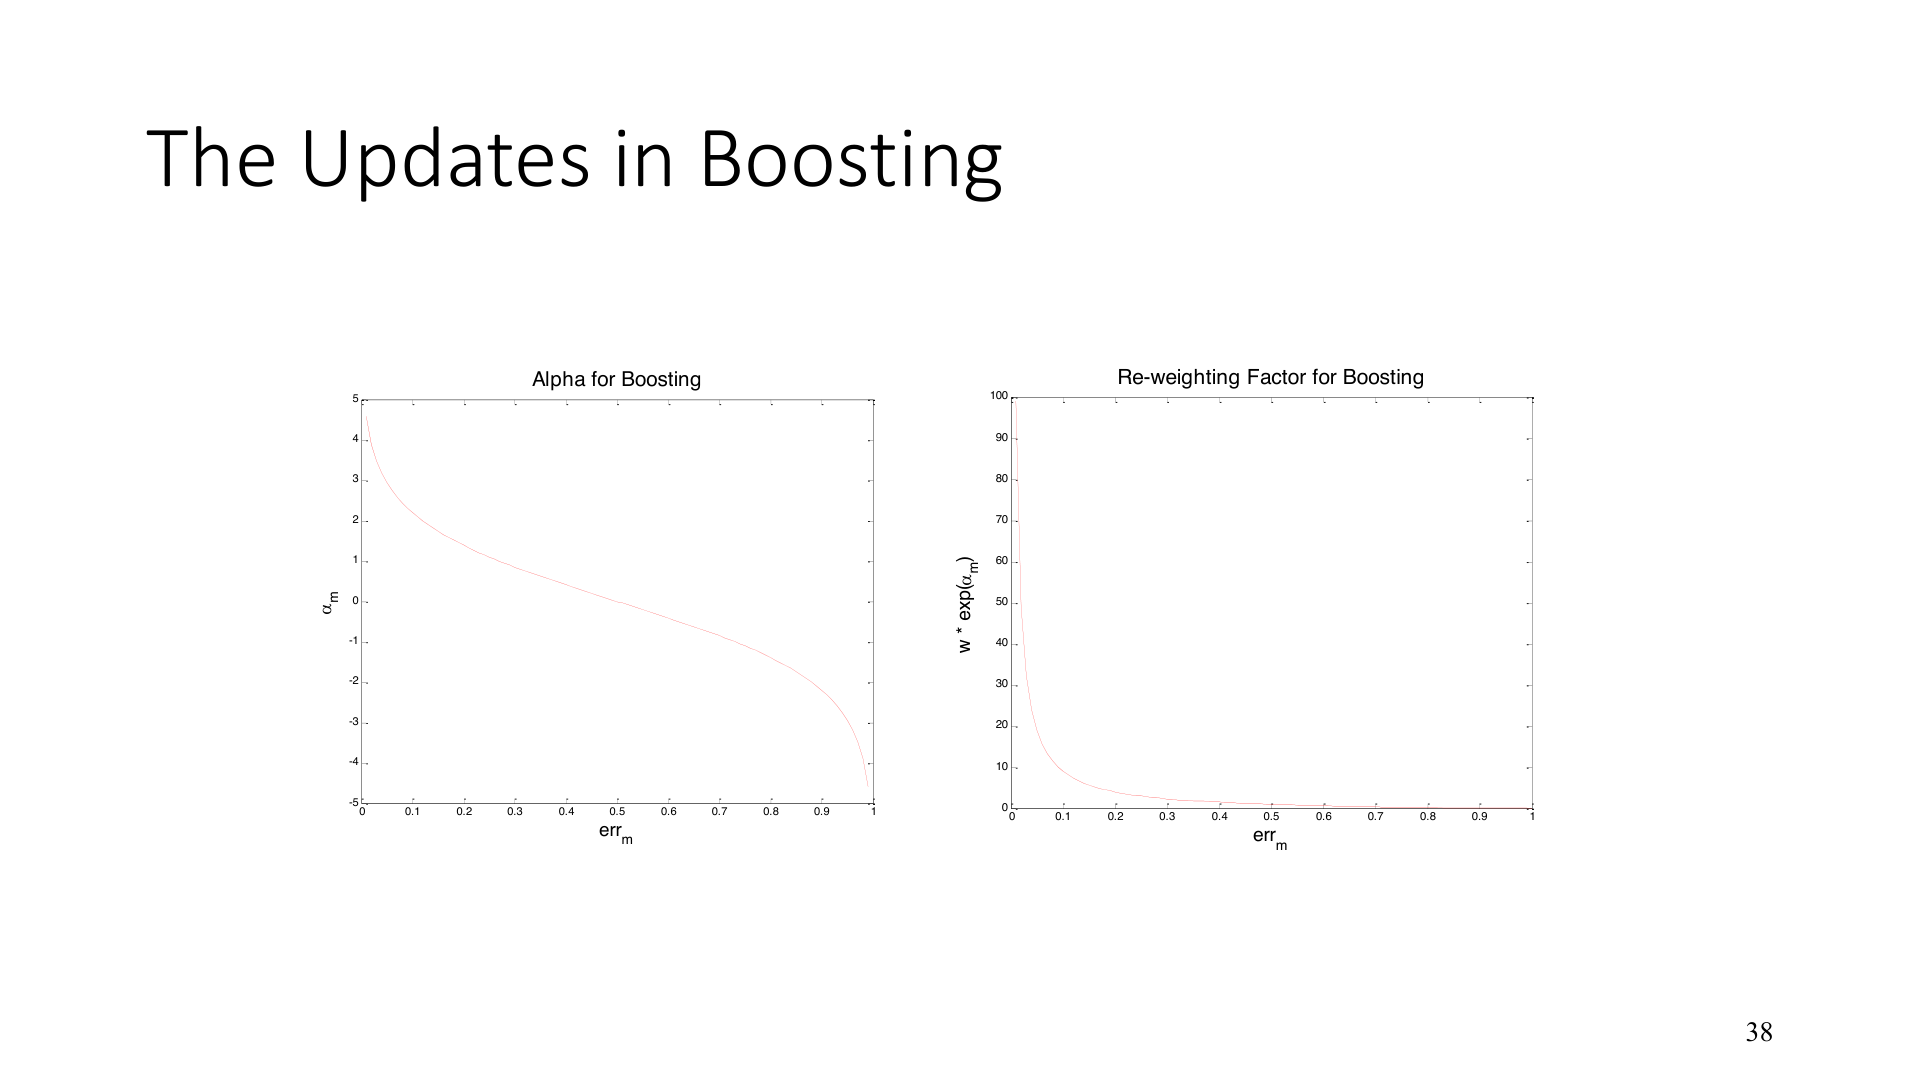 The Updates in Boosting
Alpha for Boosting
5
4
3
2
1
0
-1
-2
-3
-4
-5
αm
0 0.1 0.2 0.3 0.4 0.5 0.6 0.7 0.8 0.9 1
errm
Re-weighting Factor for Boosting
100
90
80
70
60
50
40
30
20
10
0
w * exp(αm)
0 0.1 0.2 0.3 0.4 0.5 0.6 0.7 0.8 0.9 1
errm
38